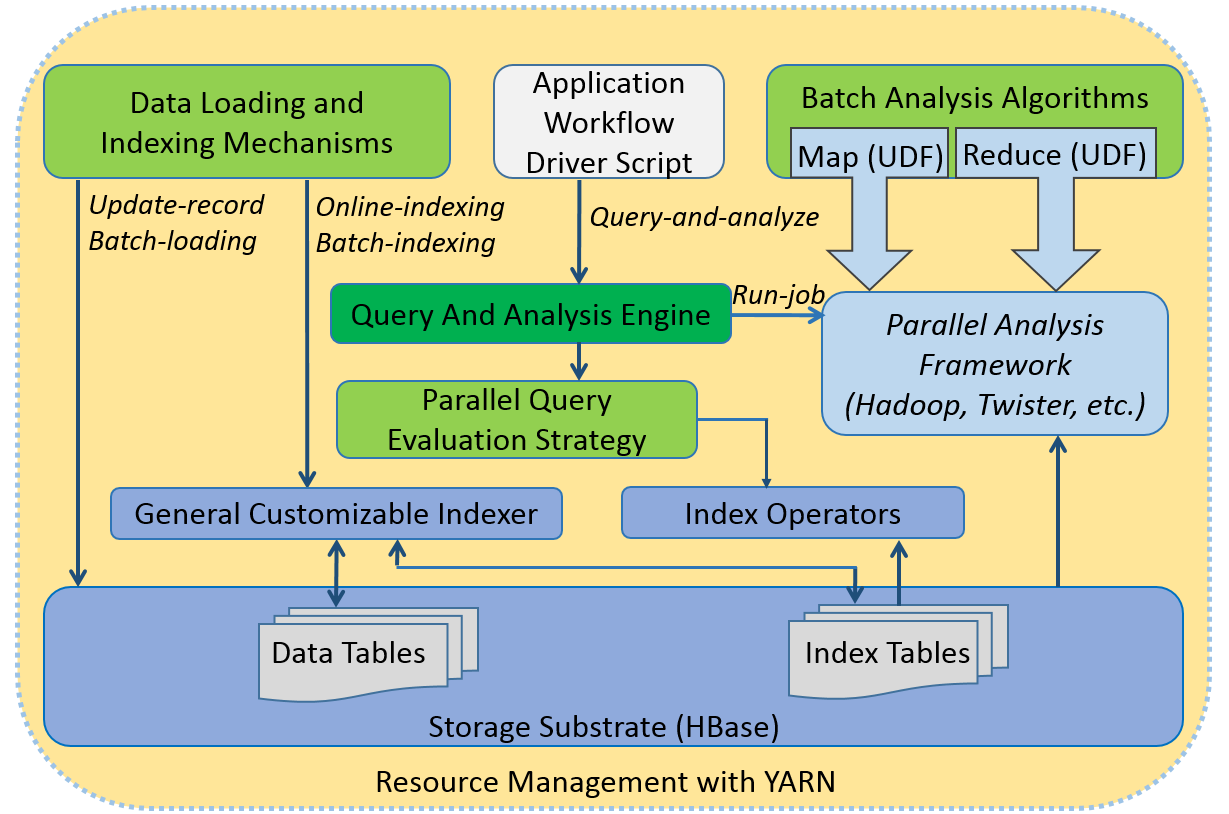 Data Loading and
Indexing Mechanisms
Application
Workflow
Driver Script
Batch Analysis Algorithms
Map (UDF)
Reduce (UDF)
Update-record
Batch-loading
Online-indexing
Batch-indexing
Query-and-analyze
Query And Analysis Engine
Run-job
Parallel Analysis
Framework
(Hadoop, Twister, etc.)
Parallel Query
Evaluation Strategy
General Customizable Indexer
Index Operators
Data Tables
Index Tables
Storage Substrate (HBase)
Resource Management with YARN